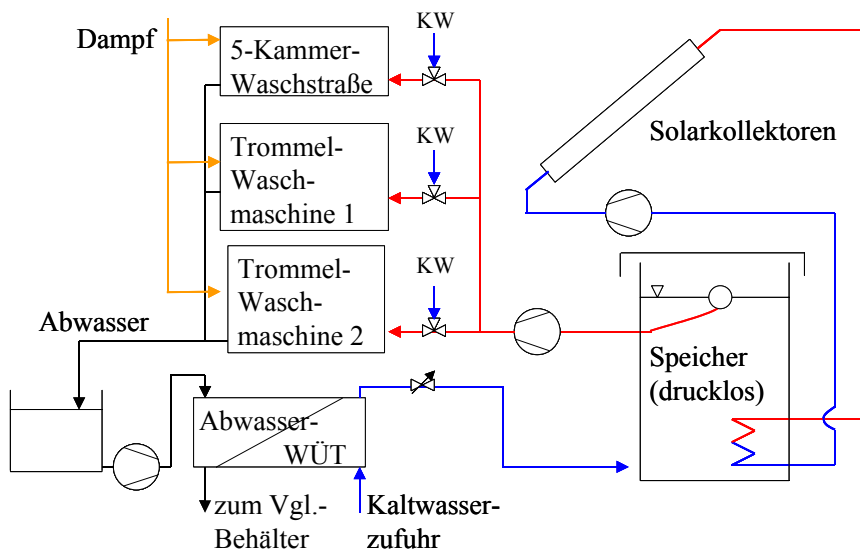 Dampf
5-Kammer-
Waschstraße
KW
Solarkollektoren
Trommel-
Wasch-
maschine 1
KW
Trommel-
Wasch-
maschine 2
KW
Abwasser
Speicher
(drucklos)
Abwasser-
WÜT
zum Vgl.-
Behälter
Kaltwasser-
zufuhr